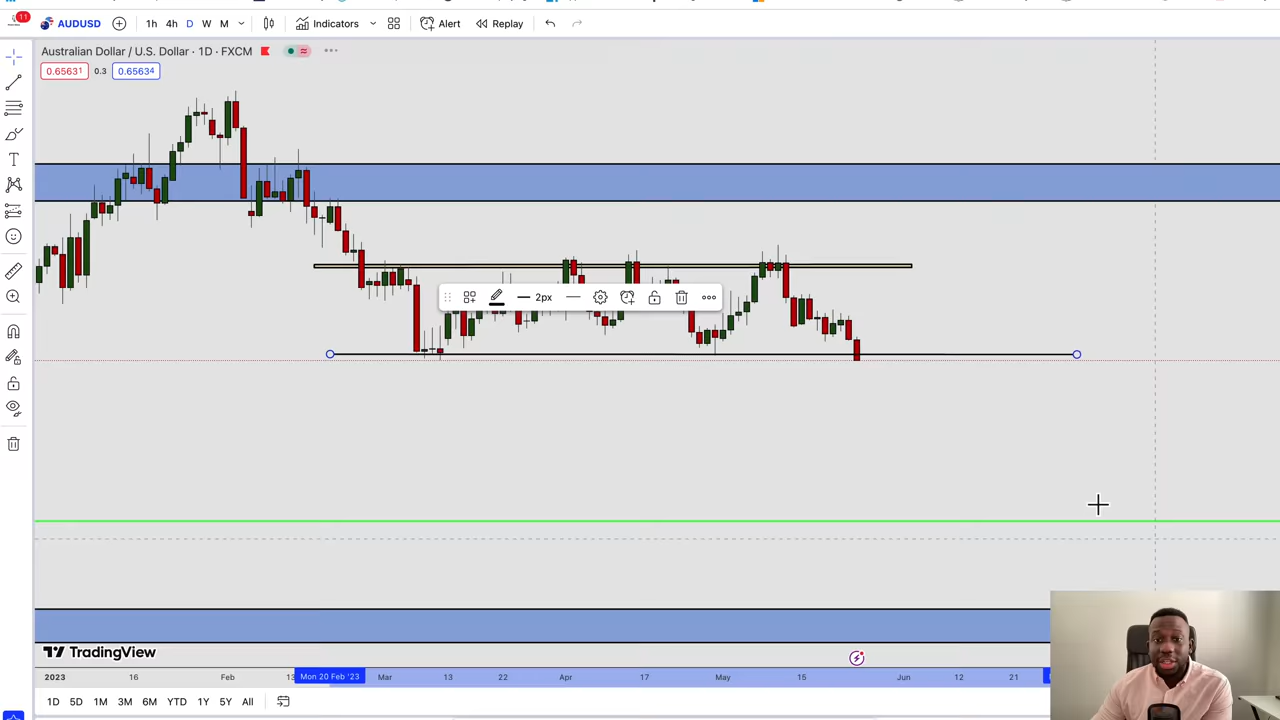 11
AUDUSD
1h 4h D W M
Indicators
Alert
Replay
Australian Dollar / U.S. Dollar · 1D · FXCM
0.65631 0.3 0.65634
2px
TradingView
2023 16 Feb 13 Mon 20 Feb '23 Mar 13 22 Apr 17 May 15 Jun 12 21
1D 5D 1M 3M 6M YTD 1Y 5Y All